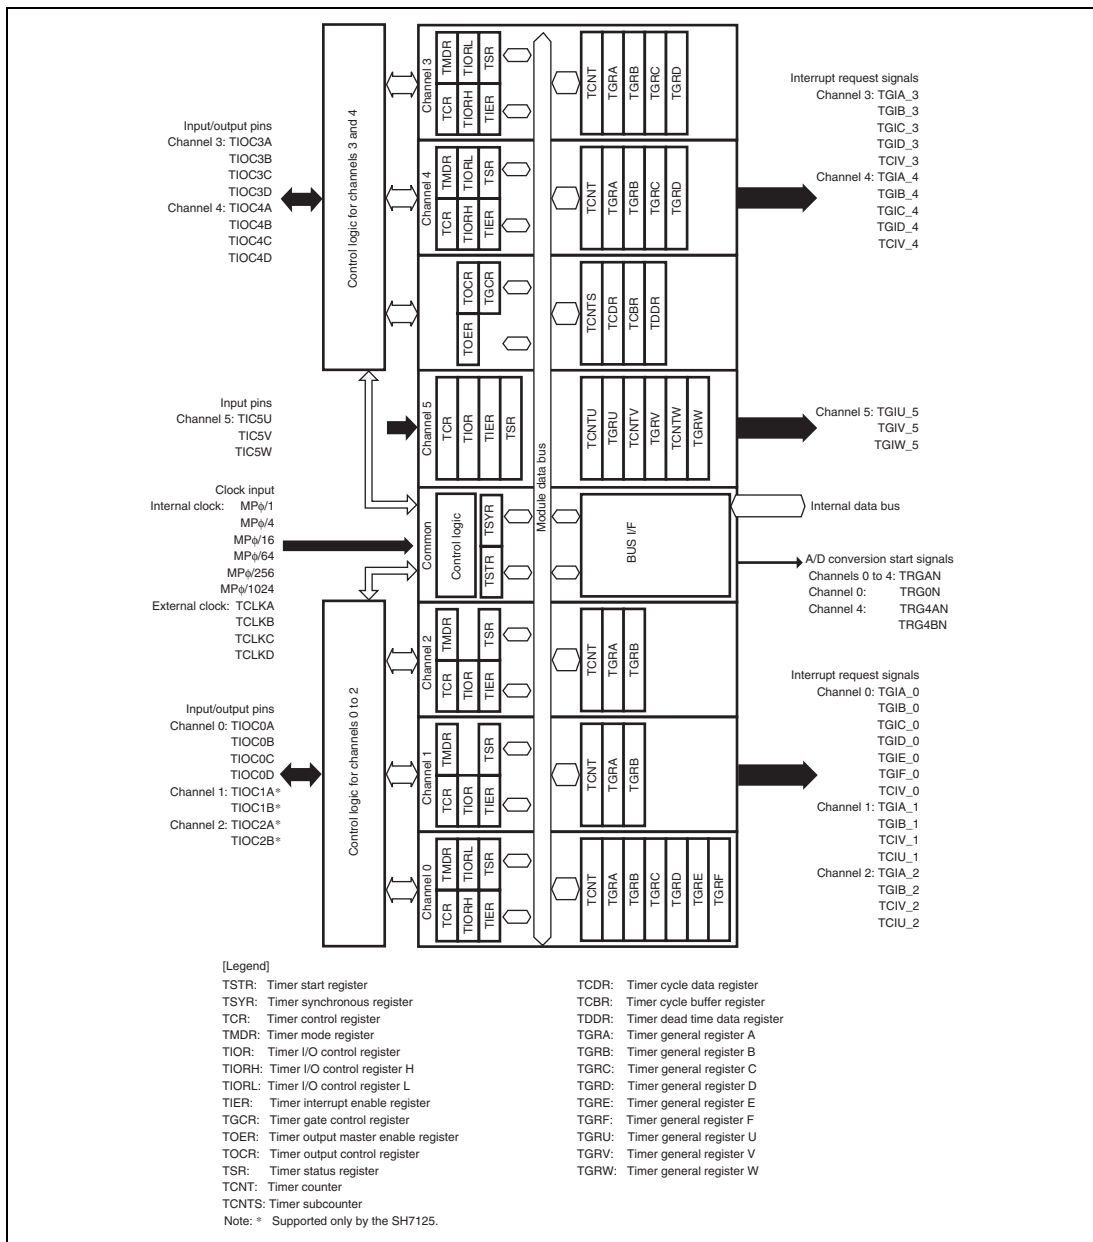 Input/output pins
Channel 3: TIOC3A
TIOC3B
TIOC3C
TIOC3D
Channel 4: TIOC4A
TIOC4B
TIOC4C
TIOC4D
Input pins
Channel 5: TIC5U
TIC5V
TIC5W
Clock input
Internal clock: MPφ/1
MPφ/4
MPφ/16
MPφ/64
MPφ/256
MPφ/1024
External clock: TCLKA
TCLKB
TCLKC
TCLKD
Input/output pins
Channel 0: TIOC0A
TIOC0B
TIOC0C
TIOC0D
Channel 1: TIOC1A*
TIOC1B*
Channel 2: TIOC2A*
TIOC2B*
Control logic for channels 3 and 4
Control logic for channels 0 to 2
Channel 3
TMDR
TIORL
TSR
TCR
TIORH
TIER
TCNT
TGRA
TGRB
TGRC
TGRD
Channel 4
TMDR
TIORL
TSR
TCR
TIORH
TIER
TCNT
TGRA
TGRB
TGRC
TGRD
TOCR
TGCR
TOER
TCNTS
TCDR
TCBR
TDDR
Channel 5
TCR
TIOR
TIER
TSR
TCNTU
TGRU
TCNTV
TGRV
TCNTW
TGRW
Module data bus
Common
Control logic
TSYR
TSTR
BUS I/F
Channel 2
TMDR
TSR
TCR
TIOR
TIER
TCNT
TGRA
TGRB
Channel 1
TMDR
TSR
TCR
TIOR
TIER
TCNT
TGRA
TGRB
Channel 0
TMDR
TIORL
TSR
TCR
TIORH
TIER
TCNT
TGRA
TGRB
TGRC
TGRD
TGRE
TGRF
Interrupt request signals
Channel 3: TGIA_3
TGIB_3
TGIC_3
TGID_3
TCIV_3
Channel 4: TGIA_4
TGIB_4
TGIC_4
TGID_4
TCIV_4
Channel 5: TGIU_5
TGIV_5
TGIW_5
Internal data bus
A/D conversion start signals
Channels 0 to 4: TRGAN
Channel 0: TRG0N
Channel 4: TRG4AN
TRG4BN
Interrupt request signals
Channel 0: TGIA_0
TGIB_0
TGIC_0
TGID_0
TGIE_0
TGIF_0
TCIV_0
Channel 1: TGIA_1
TGIB_1
TCIV_1
TCIU_1
Channel 2: TGIA_2
TGIB_2
TCIV_2
TCIU_2
[Legend]
TSTR: Timer start register
TSYR: Timer synchronous register
TCR: Timer control register
TMDR: Timer mode register
TIOR: Timer I/O control register
TIORH: Timer I/O control register H
TIORL: Timer I/O control register L
TIER: Timer interrupt enable register
TGCR: Timer gate control register
TOER: Timer output master enable register
TOCR: Timer output control register
TSR: Timer status register
TCNT: Timer counter
TCNTS: Timer subcounter
TCDR: Timer cycle data register
TCBR: Timer cycle buffer register
TDDR: Timer dead time data register
TGRA: Timer general register A
TGRB: Timer general register B
TGRC: Timer general register C
TGRD: Timer general register D
TGRE: Timer general register E
TGRF: Timer general register F
TGRU: Timer general register U
TGRV: Timer general register V
TGRW: Timer general register W
Note: * Supported only by the SH7125.